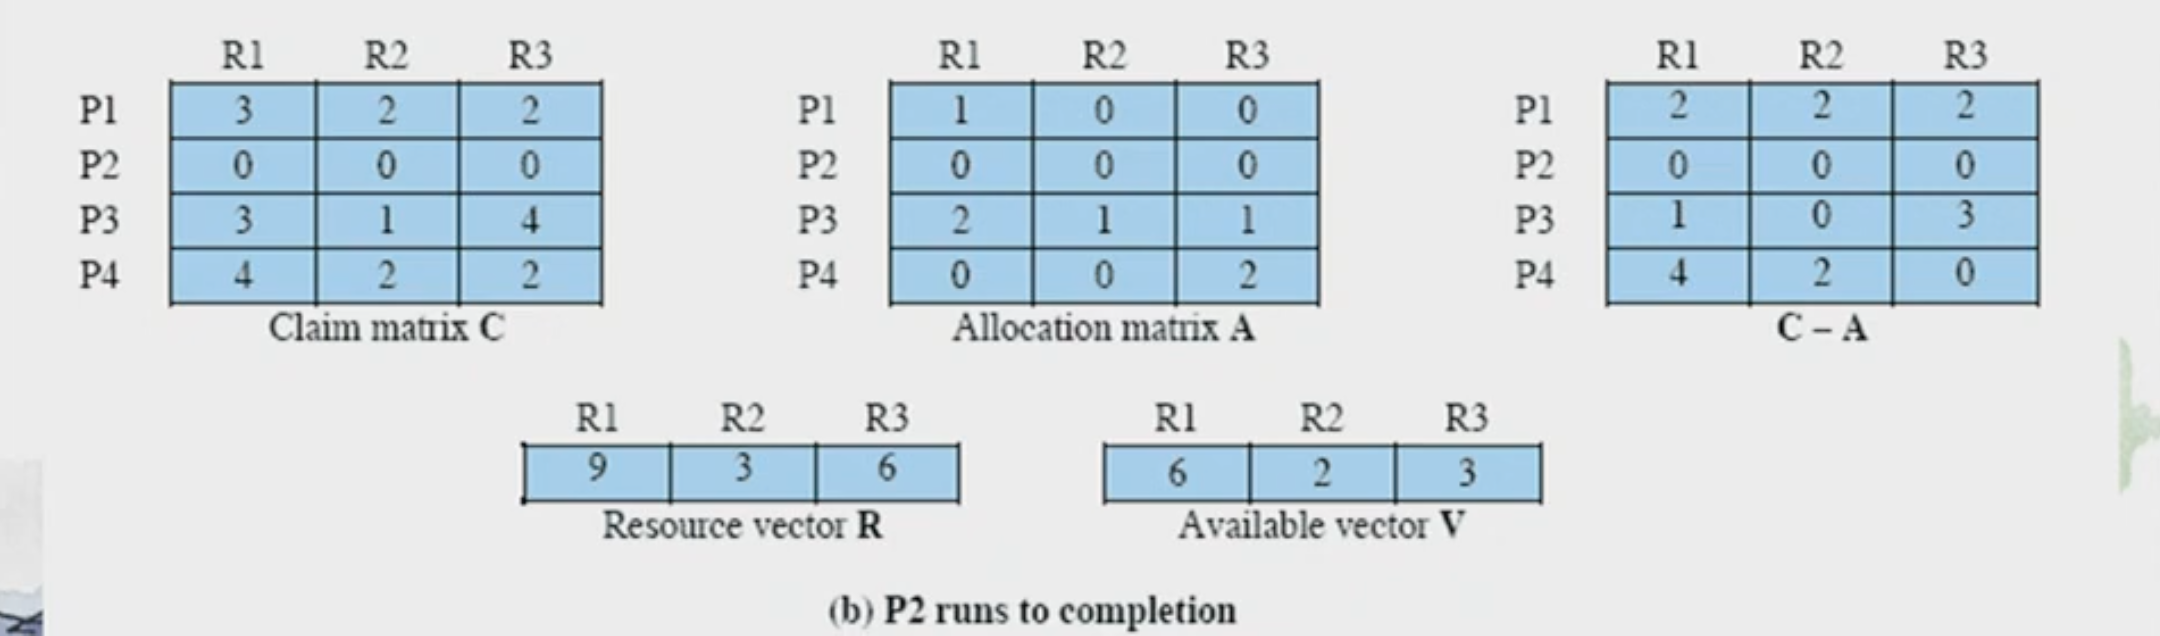 R1 R2 R3 R1 R2 R3 R1 R2 R3
P1 3 2 2 P1 1 0 0 P1 2 2 2
P2 0 0 0 P2 0 0 0 P2 0 0 0
P3 3 1 4 P3 2 1 1 P3 1 0 3
P4 4 2 2 P4 0 0 2 P4 4 2 0
Claim matrix C Allocation matrix A C – A
R1 R2 R3 R1 R2 R3
9 3 6 6 2 3
Resource vector R Available vector V
(b) P2 runs to completion